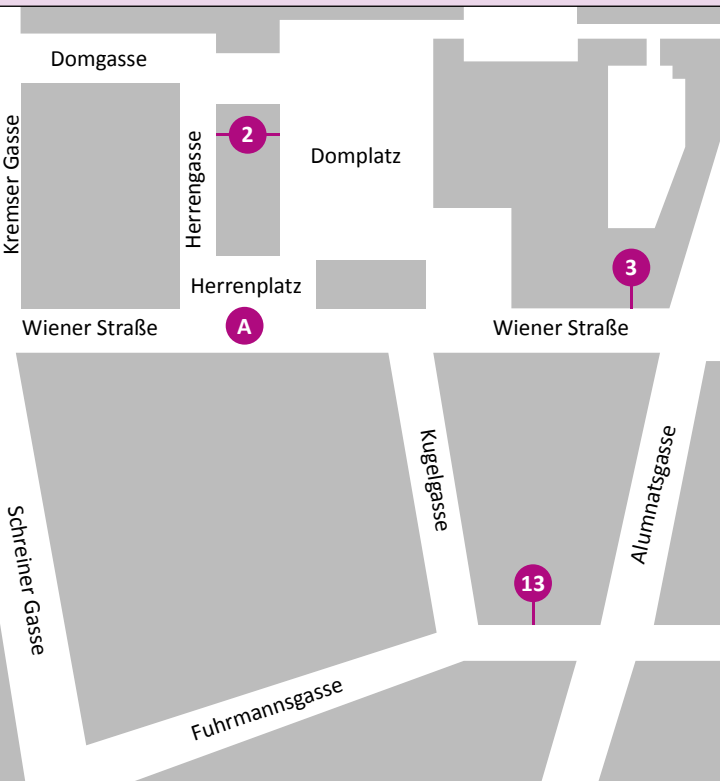 Domgasse
Kremser Gasse
Herrengasse
2
Domplatz
3
Herrenplatz
A
Wiener Straße
Wiener Straße
Kugelgasse
Alumnatsgasse
Schreiner Gasse
13
Fuhrmannsgasse